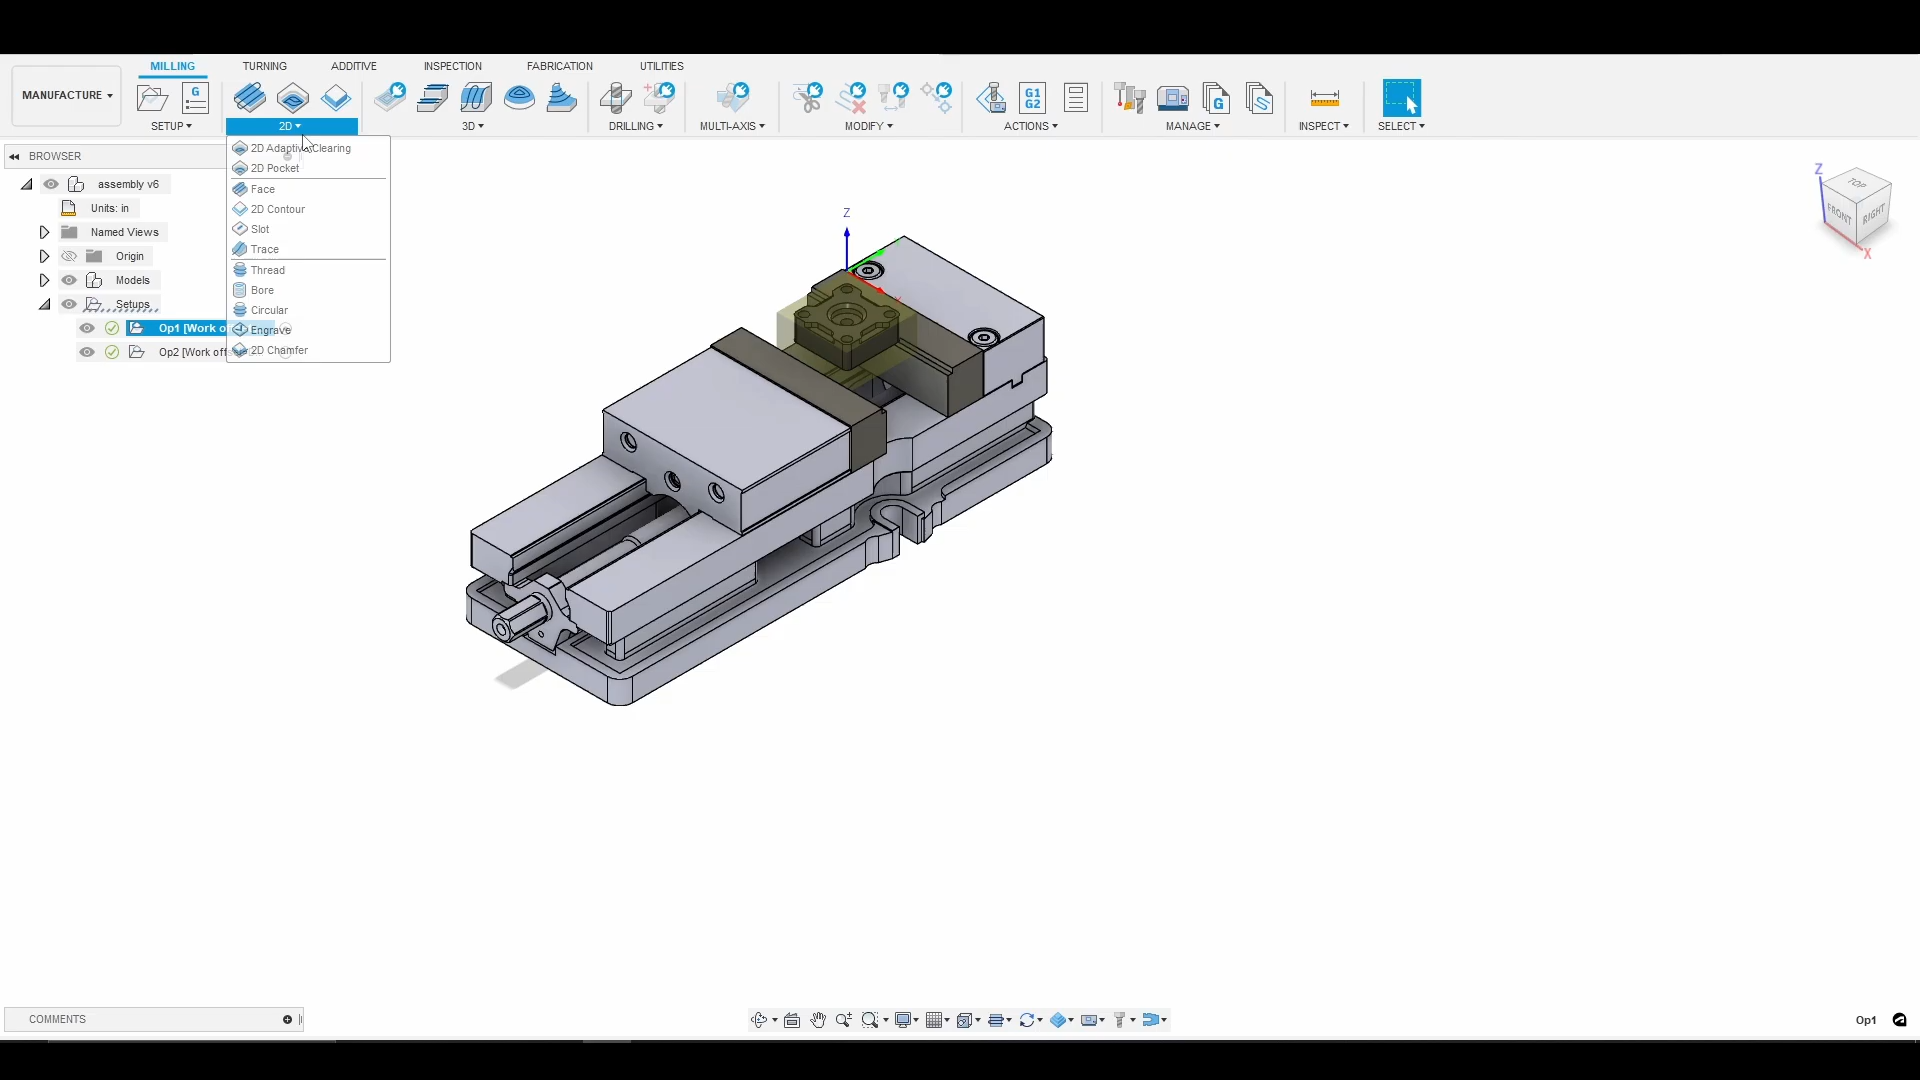 MILLING TURNING ADDITIVE INSPECTION FABRICATION UTILITIES
MANUFACTURE
G
G1
G2
G
SETUP 2D 3D DRILLING MULTI-AXIS MODIFY ACTIONS MANAGE INSPECT SELECT
BROWSER
assembly v6
Units: in
Named Views
Origin
Models
Setups
Op1 [Work o
Op2 [Work off
2D Adaptive Clearing
2D Pocket
Face
2D Contour
Slot
Trace
Thread
Bore
Circular
Engrave
2D Chamfer
Z
X
Z
TOP
FRONT
RIGHT
X
COMMENTS
Op1